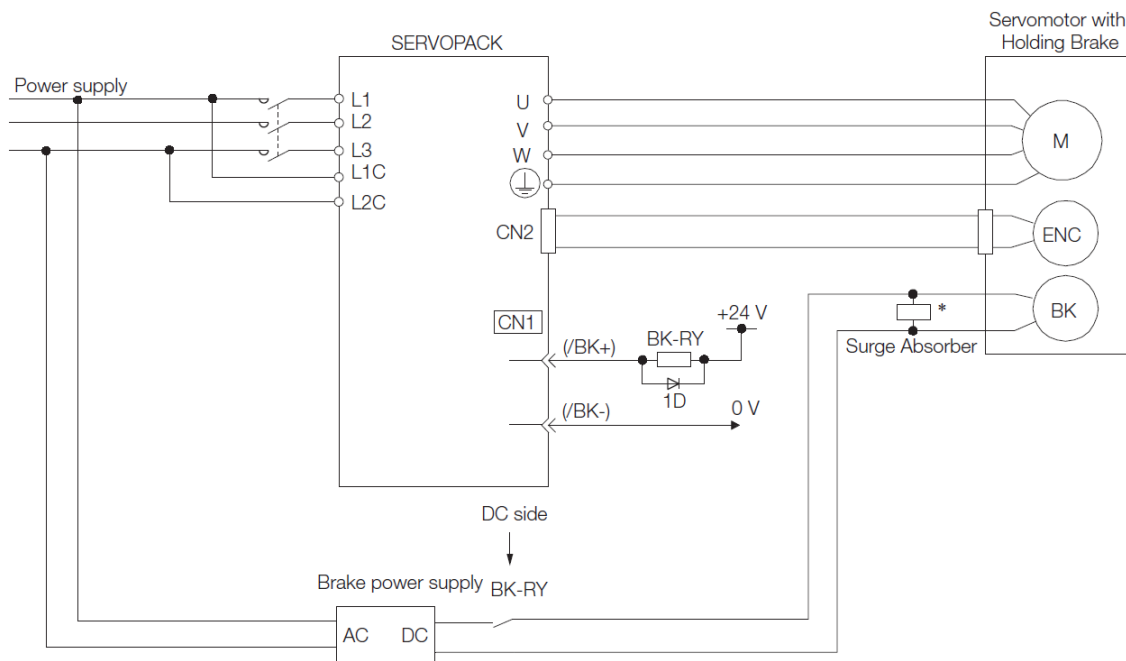 Servomotor with
Holding Brake
SERVOPACK
Power supply
L1
L2
L3
L1C
L2C
U
V
W
M
CN2
ENC
CN1
+24 V
BK-RY
(/BK+)
1D
(/BK-)
0 V
*
BK
Surge Absorber
DC side
Brake power supply
BK-RY
AC
DC